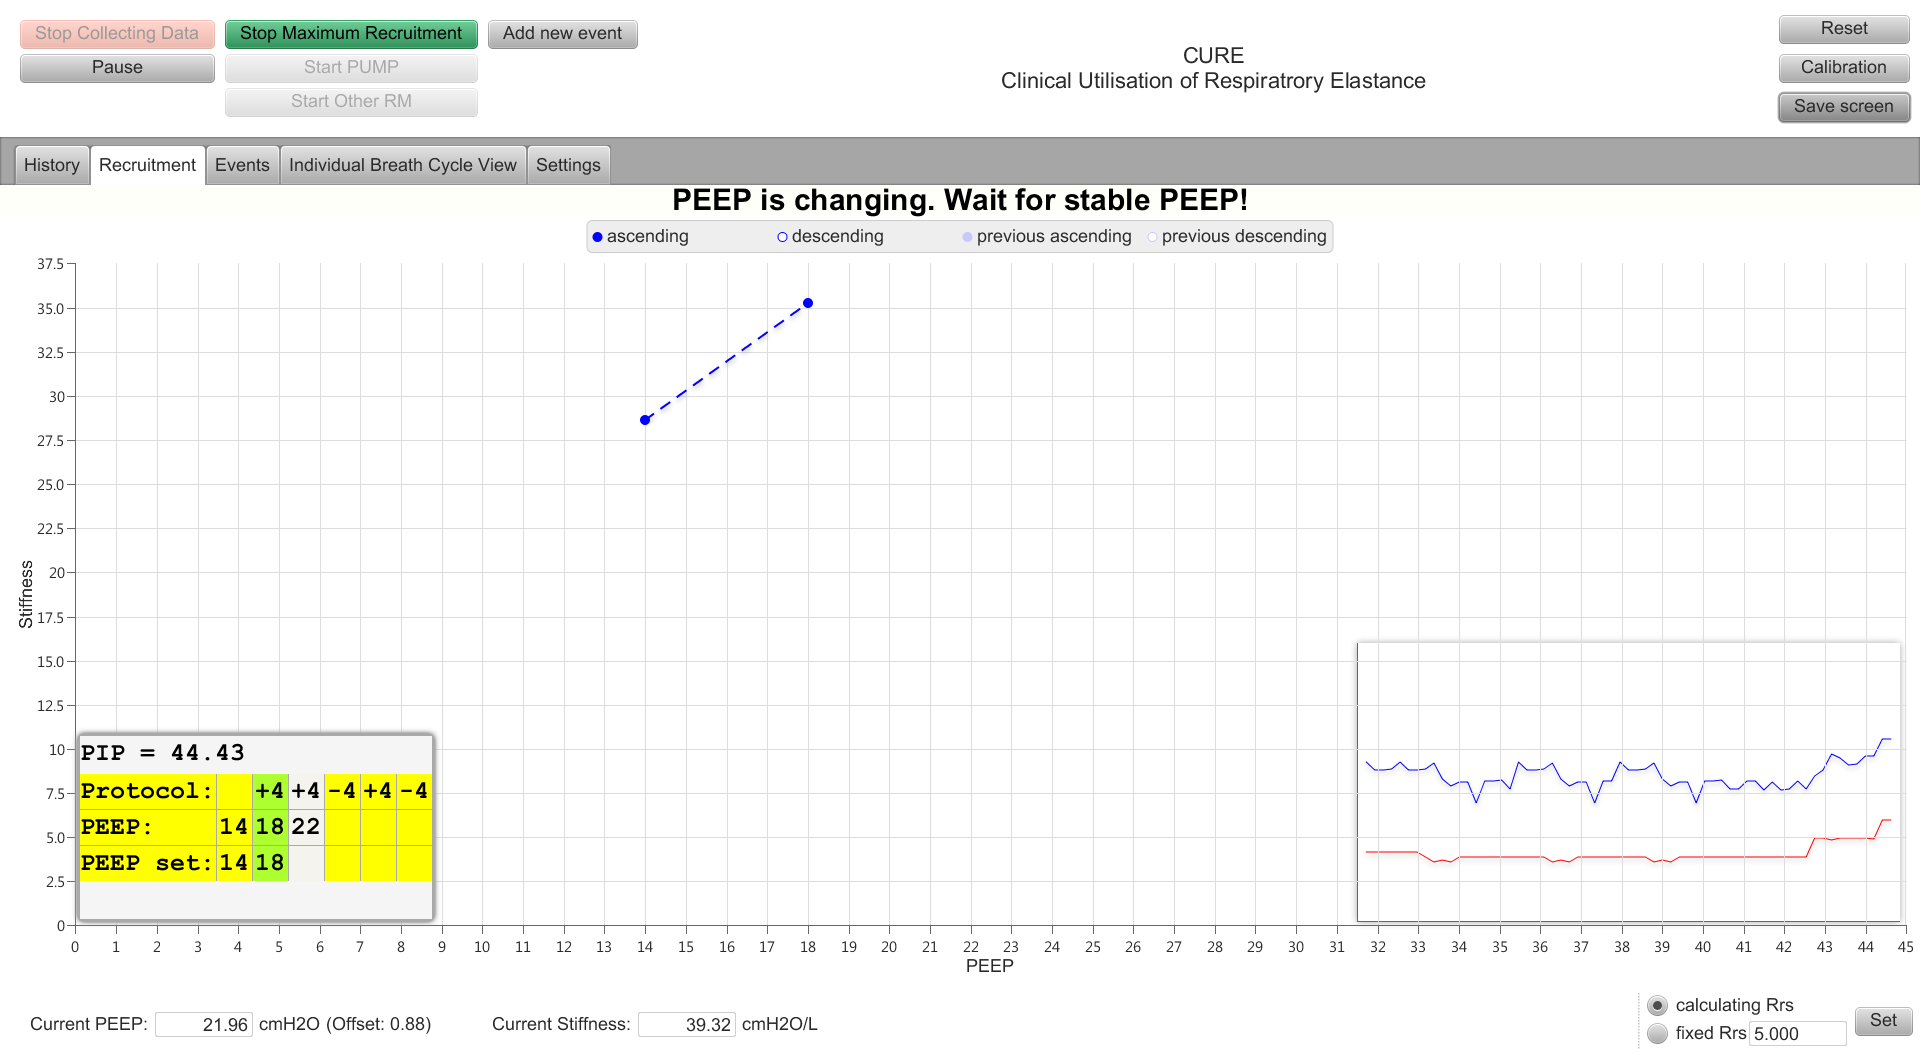 Stop Collecting Data
Stop Maximum Recruitment
Add new event
Reset
Pause
Start PUMP
Calibration
Start Other RM
Save screen
CURE
Clinical Utilisation of Respiratrory Elastance
History
Recruitment
Events
Individual Breath Cycle View
Settings
PEEP is changing. Wait for stable PEEP!
ascending
descending
previous ascending
previous descending
37.5
35.0
32.5
30
27.5
25.0
22.5
20
17.5
15.0
12.5
10
7.5
5.0
2.5
0
Stiffness
PIP = 44.43
Protocol: +4 +4 -4 +4 -4
PEEP: 14 18 22
PEEP set: 14 18
0 1 2 3 4 5 6 7 8 9 10 11 12 13 14 15 16 17 18 19 20 21 22 23 24 25 26 27 28 29 30 31 32 33 34 35 36 37 38 39 40 41 42 43 44 45
PEEP
Current PEEP: 21.96 cmH2O (Offset: 0.88)
Current Stiffness: 39.32 cmH2O/L
calculating Rrs
fixed Rrs 5.000
Set